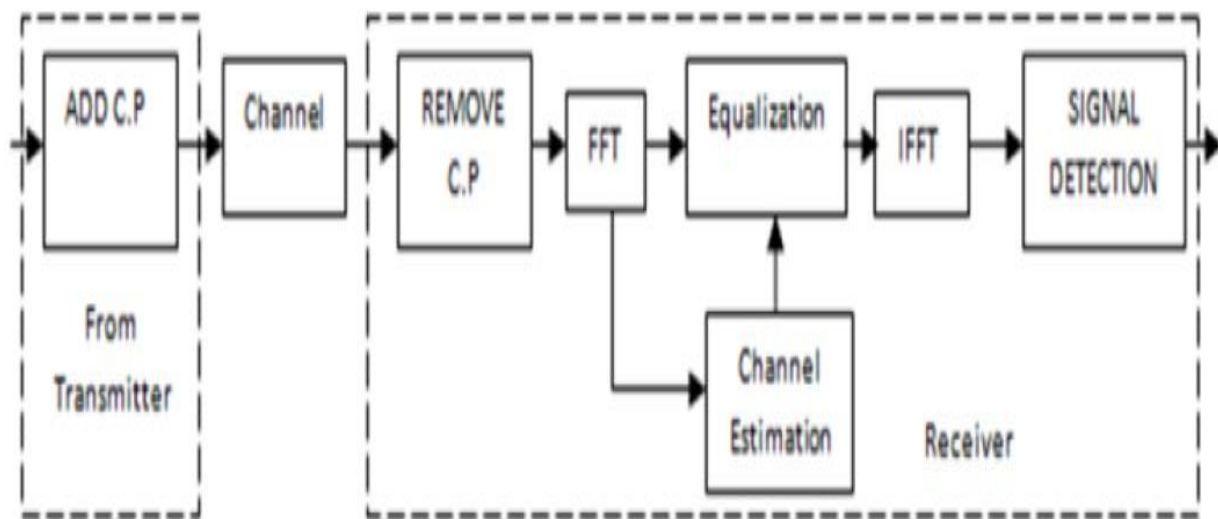 ADD C.P
From
Transmitter
Channel
REMOVE
C.P
FFT
Equalization
IFFT
SIGNAL
DETECTION
Channel
Estimation
Receiver